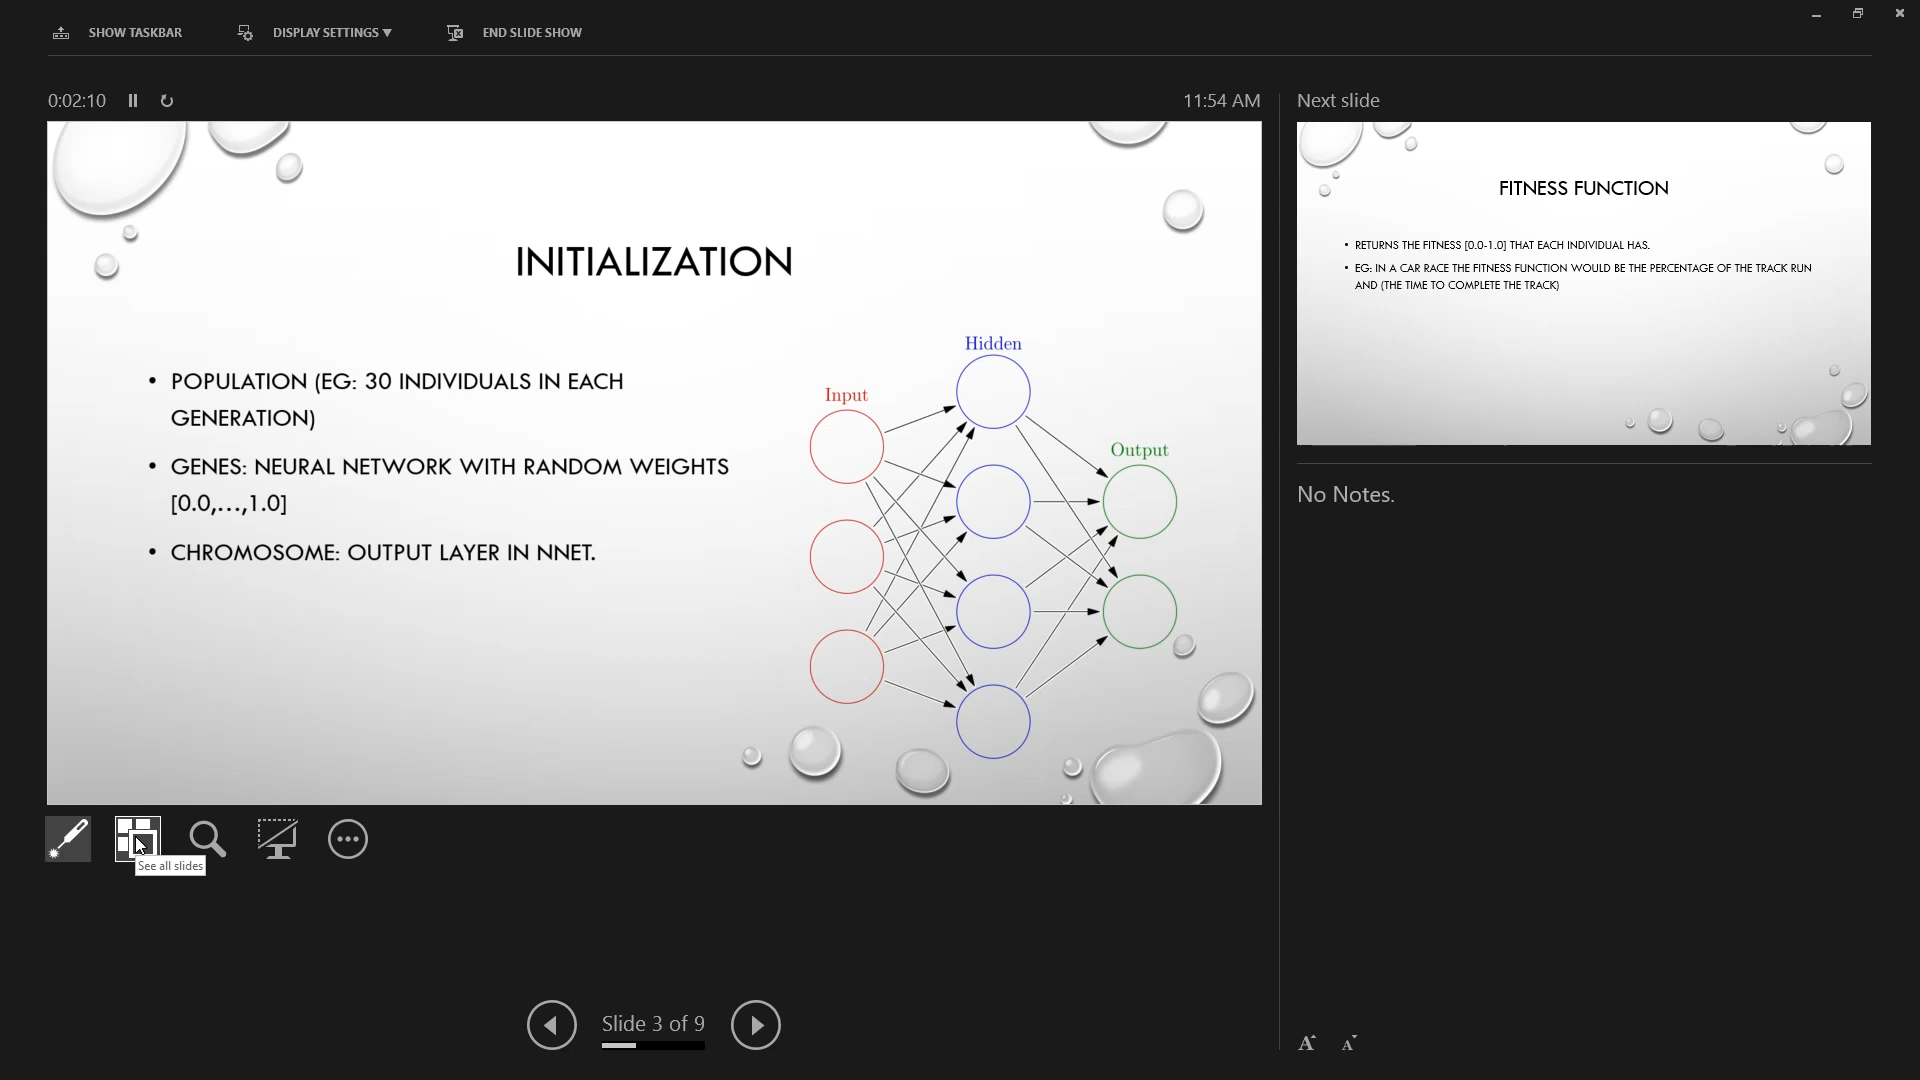 SHOW TASKBAR
DISPLAY SETTINGS ▼
END SLIDE SHOW
0:02:10
11:54 AM
INITIALIZATION
• POPULATION (EG: 30 INDIVIDUALS IN EACH
GENERATION)
• GENES: NEURAL NETWORK WITH RANDOM WEIGHTS
[0.0,...,1.0]
• CHROMOSOME: OUTPUT LAYER IN NNET.
Hidden
Input
Output
See all slides
Slide 3 of 9
Next slide
FITNESS FUNCTION
• RETURNS THE FITNESS [0.0-1.0] THAT EACH INDIVIDUAL HAS.
• EG: IN A CAR RACE THE FITNESS FUNCTION WOULD BE THE PERCENTAGE OF THE TRACK RUN
AND (THE TIME TO COMPLETE THE TRACK)
No Notes.
A A